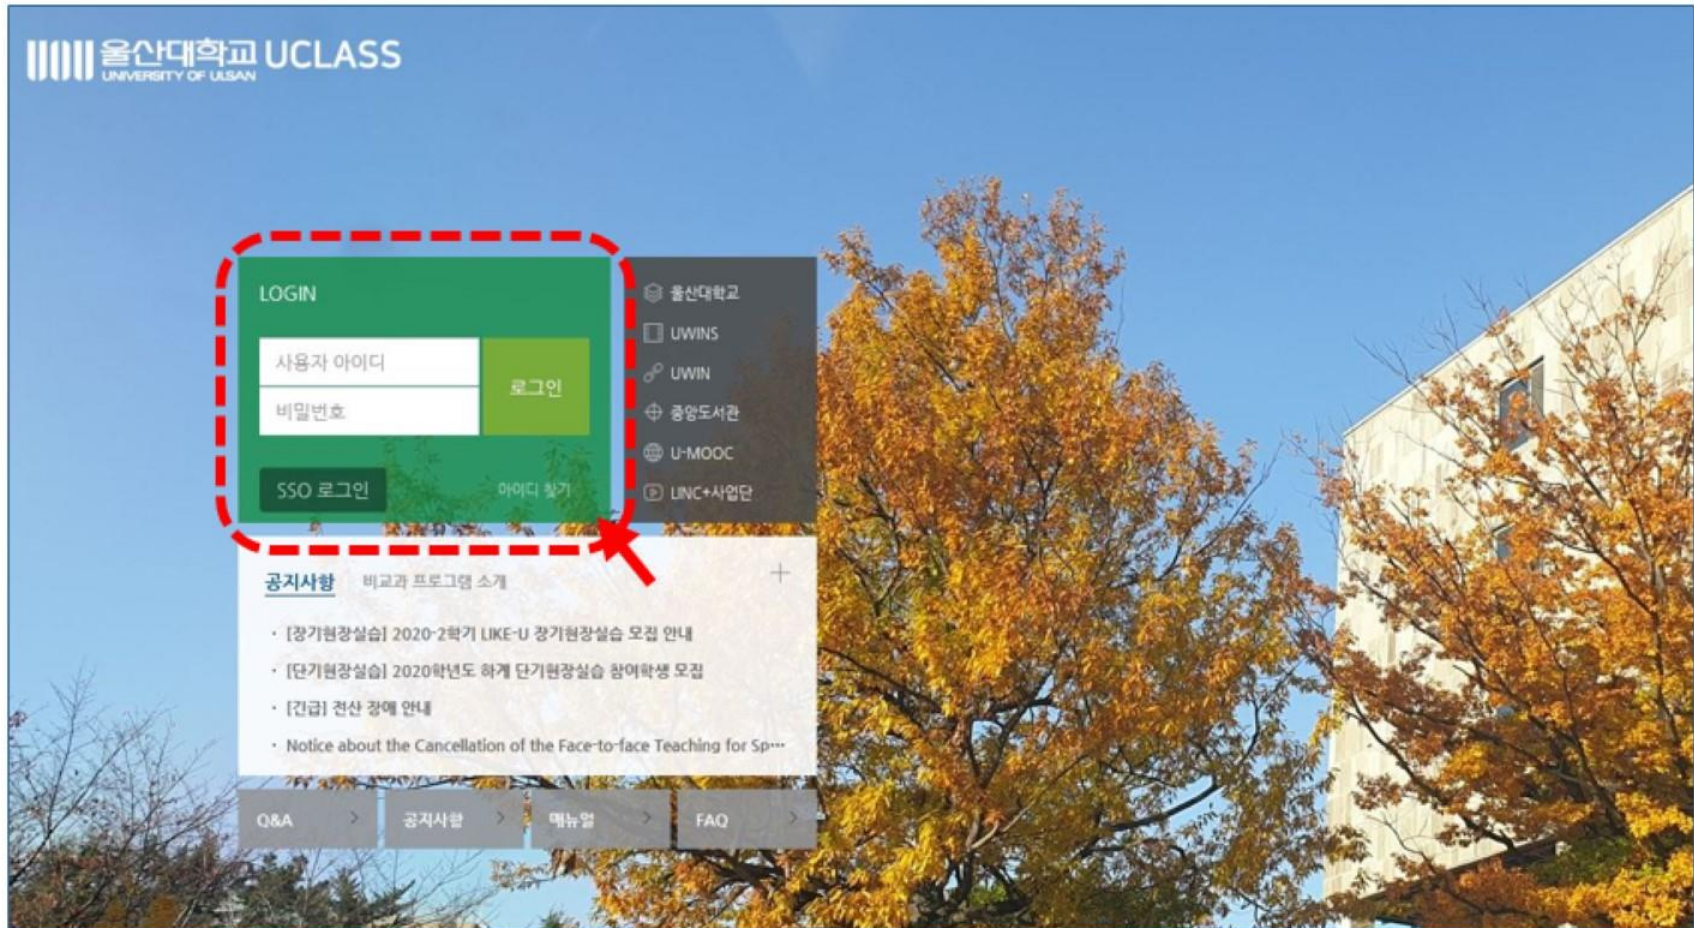 울산대학교 UCLASS
UNIVERSITY OF ULSAN
LOGIN
사용자 아이디
비밀번호
로그인
SSO 로그인
아이디 찾기
울산대학교
UWINS
UWIN
중앙도서관
U-MOOC
LINC+사업단
공지사항
비교과 프로그램 소개
· [장기현장실습] 2020-2학기 LIKE-U 장기현장실습 모집 안내
· [단기현장실습] 2020학년도 하계 단기현장실습 참여학생 모집
· [긴급] 전산 장애 안내
· Notice about the Cancellation of the Face-to-face Teaching for Sp…
Q&A
공지사항
매뉴얼
FAQ